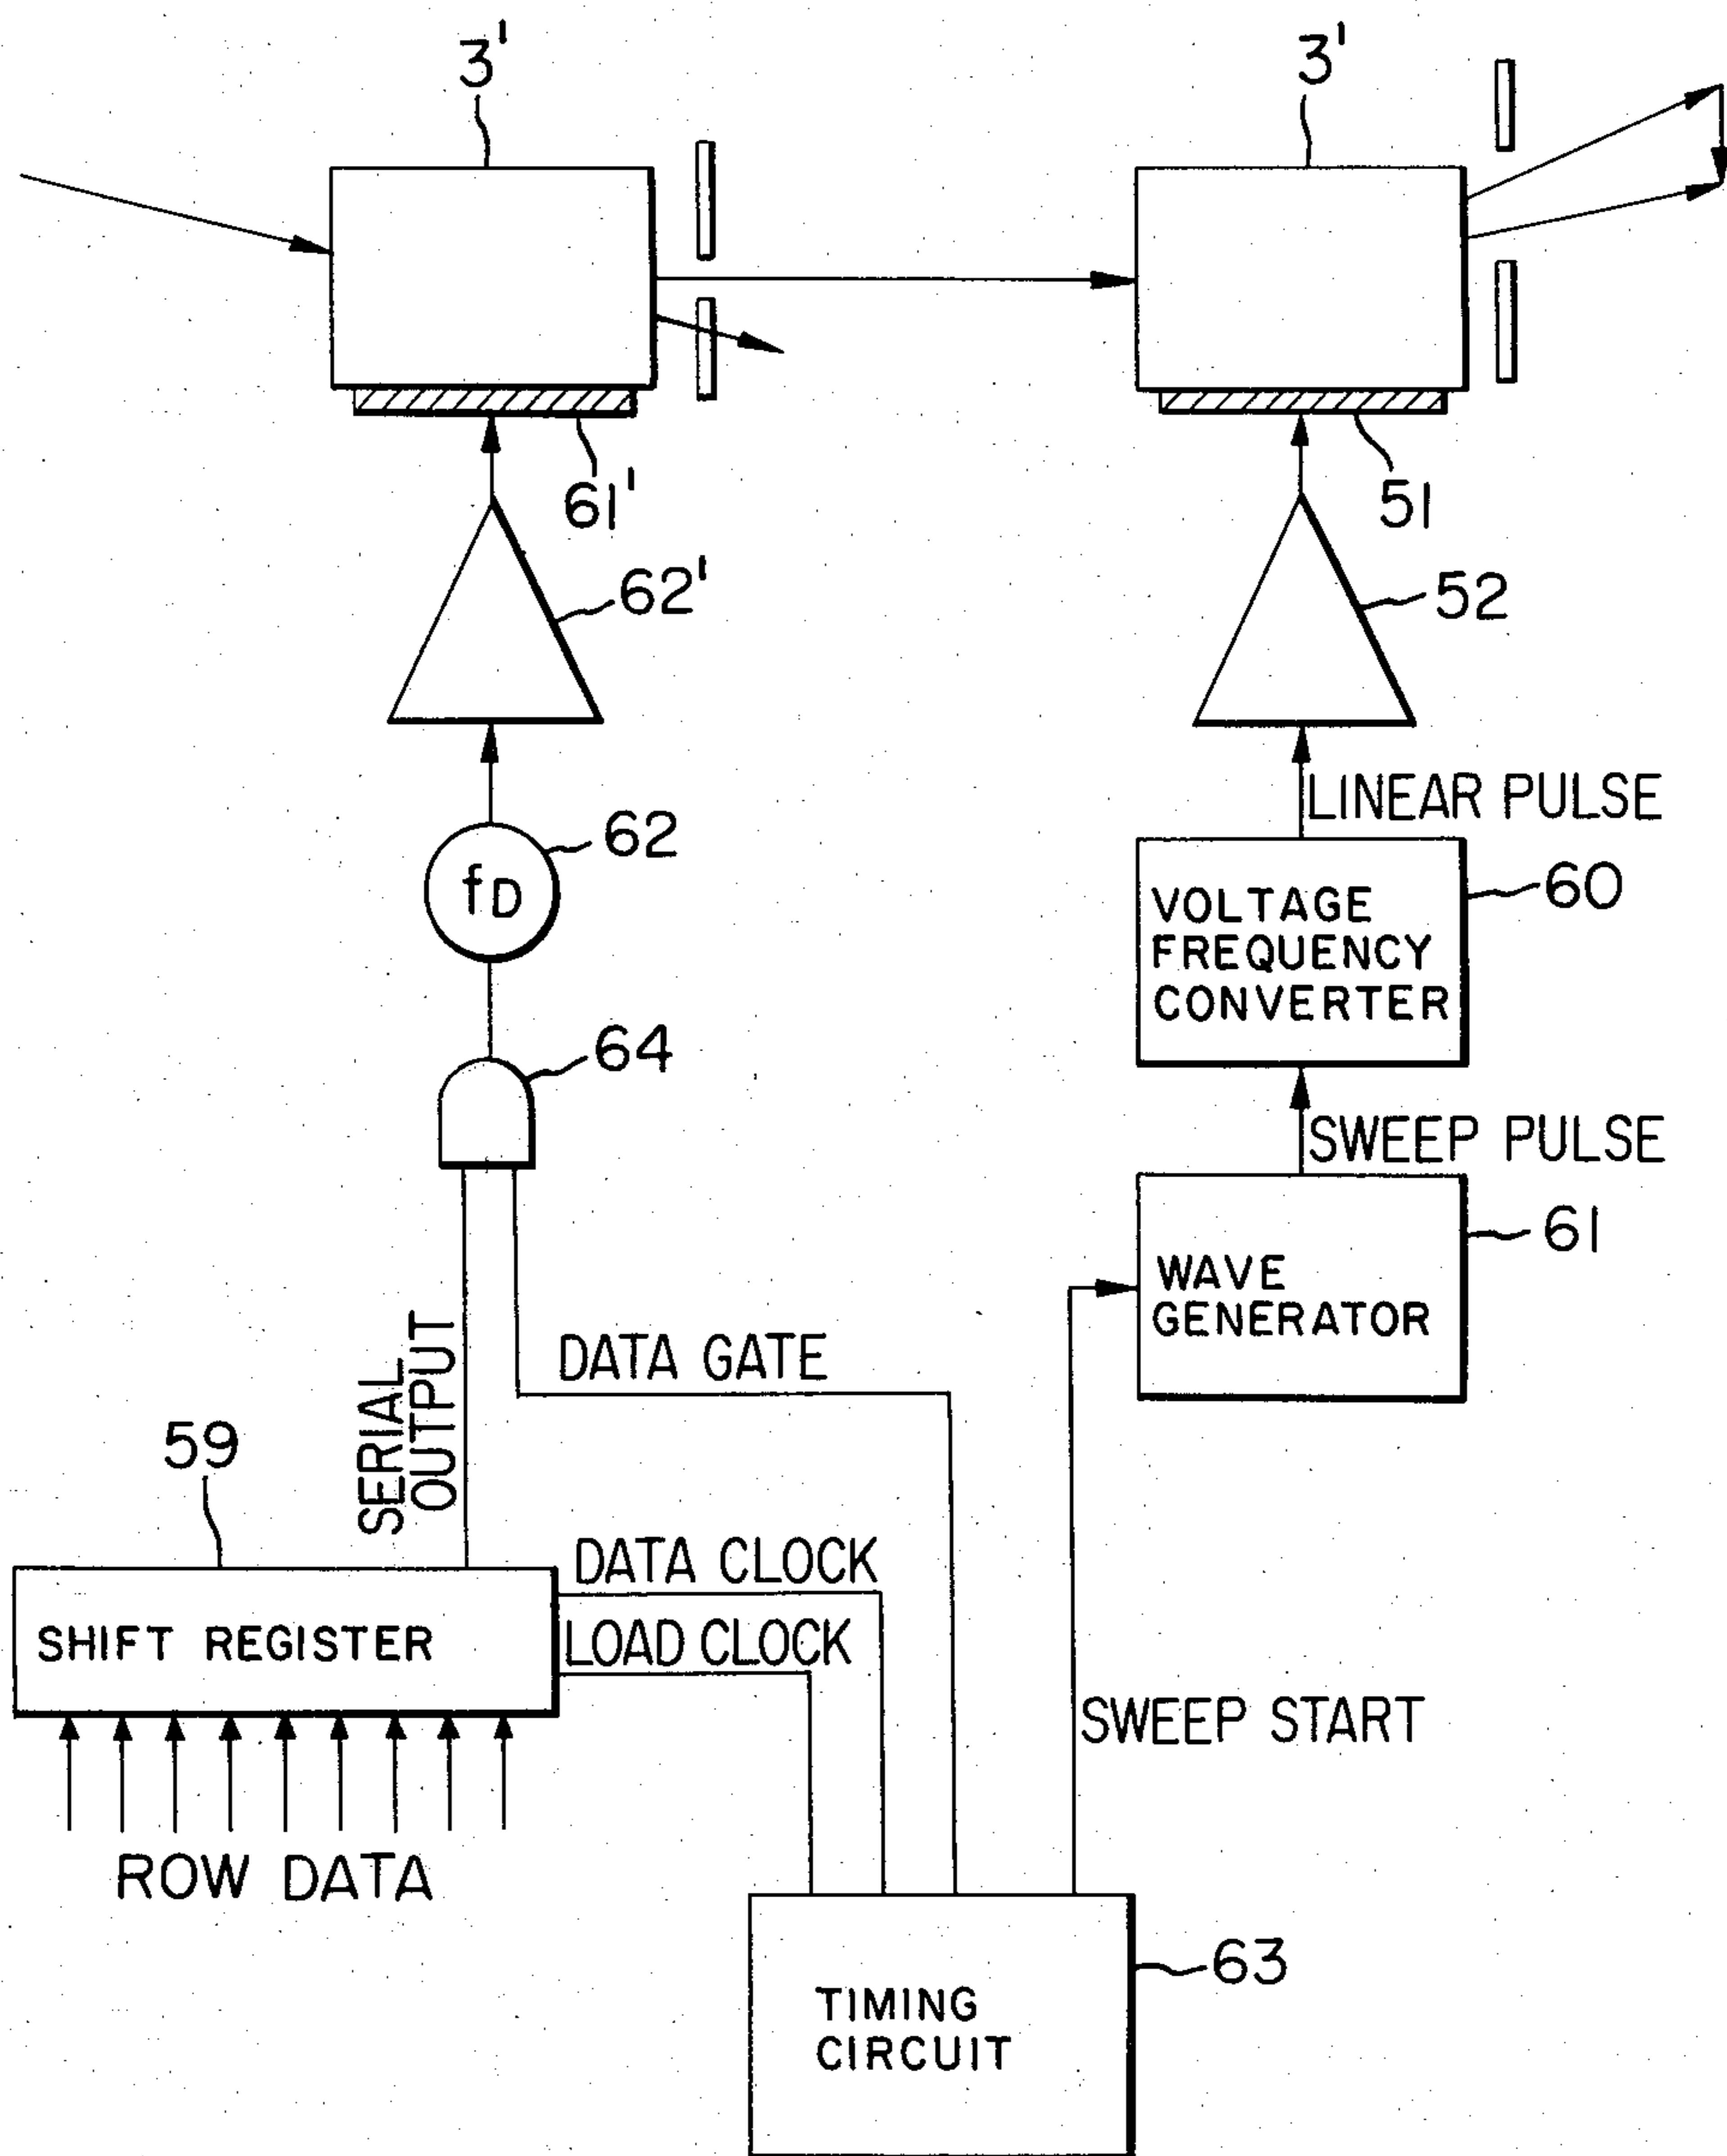 3'
3'
61'
51
62'
52
LINEAR PULSE
62
fD
60
VOLTAGE
FREQUENCY
CONVERTER
64
SWEEP PULSE
61
WAVE
GENERATOR
DATA GATE
SERIAL
OUTPUT
59
DATA CLOCK
SHIFT REGISTER
LOAD CLOCK
SWEEP START
ROW DATA
63
TIMING
CIRCUIT